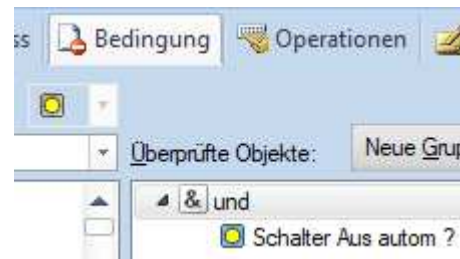 ss Bedingung Operationen
Überprüfte Objekte: Neue Grup
& und
Schalter Aus autom ?